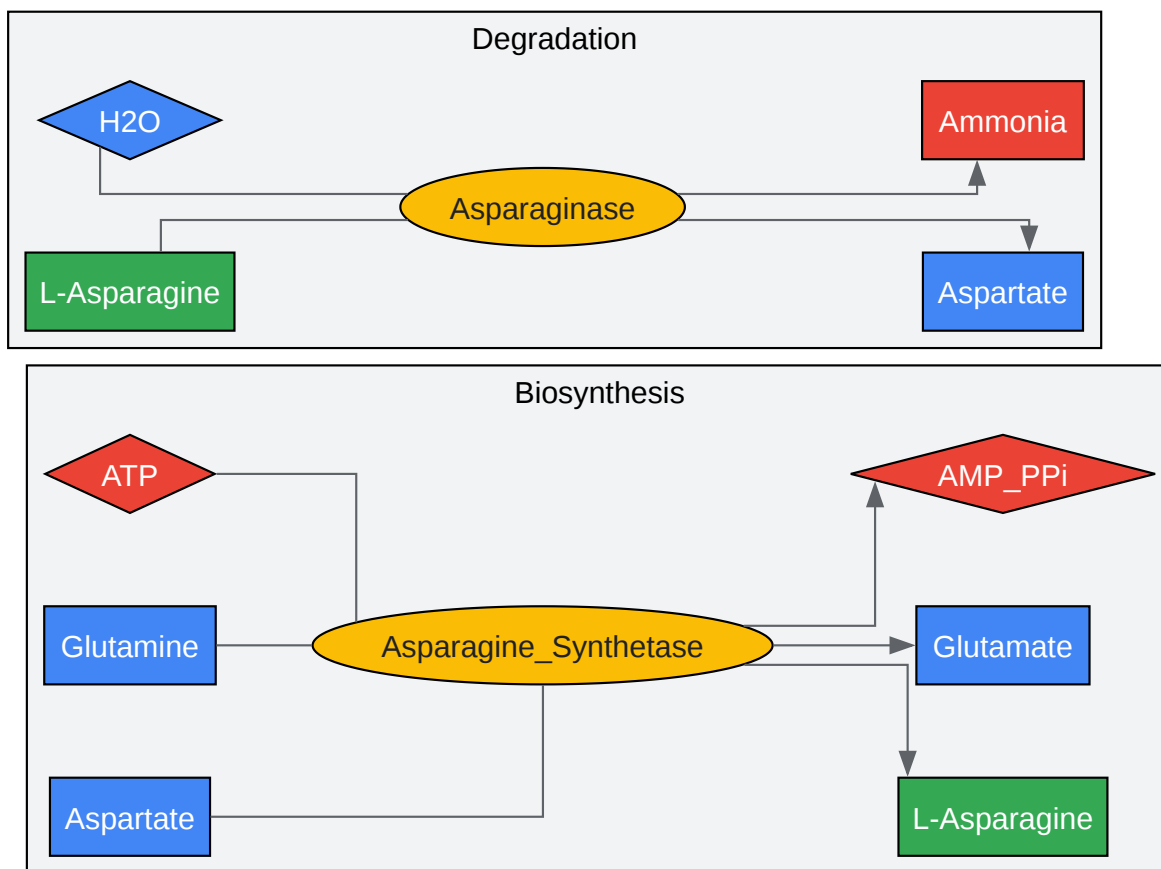 Degradation
H2O
Ammonia
Asparaginase
L-Asparagine
Aspartate
Biosynthesis
ATP
AMP_PPi
Glutamine
Asparagine_Synthetase
Glutamate
Aspartate
L-Asparagine